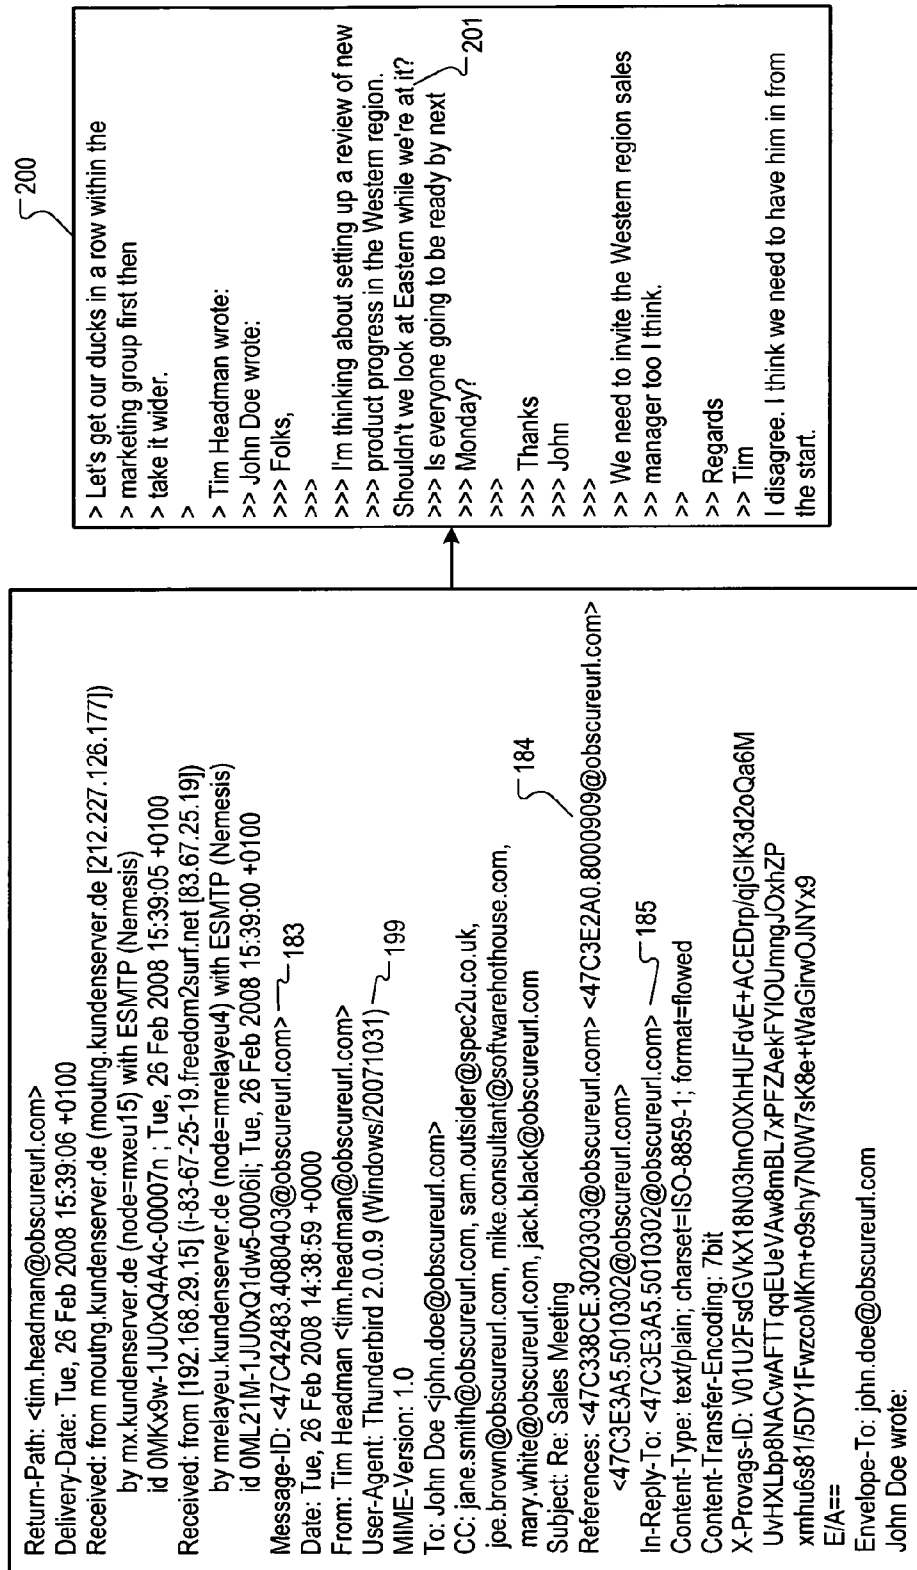 Return-Path: <tim.headman@obscureurl.com>
Delivery-Date: Tue, 26 Feb 2008 15:39:06 +0100
Received: from moutng.kundenserver.de (moutng.kundenserver.de [212.227.126.177])
by mx.kundenserver.de (node=mxeu15) with ESMTP (Nemesis)
id 0MKx9w-1JU0xQ4A4c-00007n ; Tue, 26 Feb 2008 15:39:05 +0100
Received: from [192.168.29.15] (i-83-67-25-19.freedom2surf.net [83.67.25.19])
by mrelayeu.kundenserver.de (node=mrelayeu4) with ESMTP (Nemesis)
id 0ML21M-1JU0xQ1dw5-0006il; Tue, 26 Feb 2008 15:39:00 +0100
Message-ID: <47C42483.4080403@obscureurl.com> 183
Date: Tue, 26 Feb 2008 14:38:59 +0000
From: Tim Headman <tim.headman@obscureurl.com>
User-Agent: Thunderbird 2.0.0.9 (Windows/20071031) 199
MIME-Version: 1.0
To: John Doe <john.doe@obscureurl.com>
CC: jane.smith@obscureurl.com, sam.outsider@spec2u.co.uk,
joe.brown@obscureurl.com, mike.consultant@softwarehothouse.com,
mary.white@obscureurl.com, jack.black@obscureurl.com
184
Subject: Re: Sales Meeting
References: <47C338CE.3020303@obscureurl.com> <47C3E2A0.8000909@obscureurl.com>
<47C3E3A5.5010302@obscureurl.com>
In-Reply-To: <47C3E3A5.5010302@obscureurl.com> 185
Content-Type: text/plain; charset=ISO-8859-1; format=flowed
Content-Transfer-Encoding: 7bit
X-Provags-ID: V01U2FsdGVkX18N03hnO0XhHUFdvE+ACEDrp/qjGIK3d2oQa6M
UvHXLbp8NACwAFTTqqEUeVAw8mBL7xPFZAekFYIOUmngJOxhZP
xmhu6s81/5DY1FwzcoMKm+o9shy7N0W7sK8e+tWaGirwOJNYx9
E/A==
Envelope-To: john.doe@obscureurl.com
John Doe wrote:
200
> Let's get our ducks in a row within the
> marketing group first then
> take it wider.
>
> Tim Headman wrote:
>> John Doe wrote:
>>> Folks,
>>>
>>> I'm thinking about setting up a review of new
>>> product progress in the Western region.
Shouldn't we look at Eastern while we're at it?
201
>>> Is everyone going to be ready by next
>>> Monday?
>>>
>>> Thanks
>>> John
>>>
>> We need to invite the Western region sales
>> manager too I think.
>>
>> Regards
>> Tim
I disagree. I think we need to have him in from
the start.